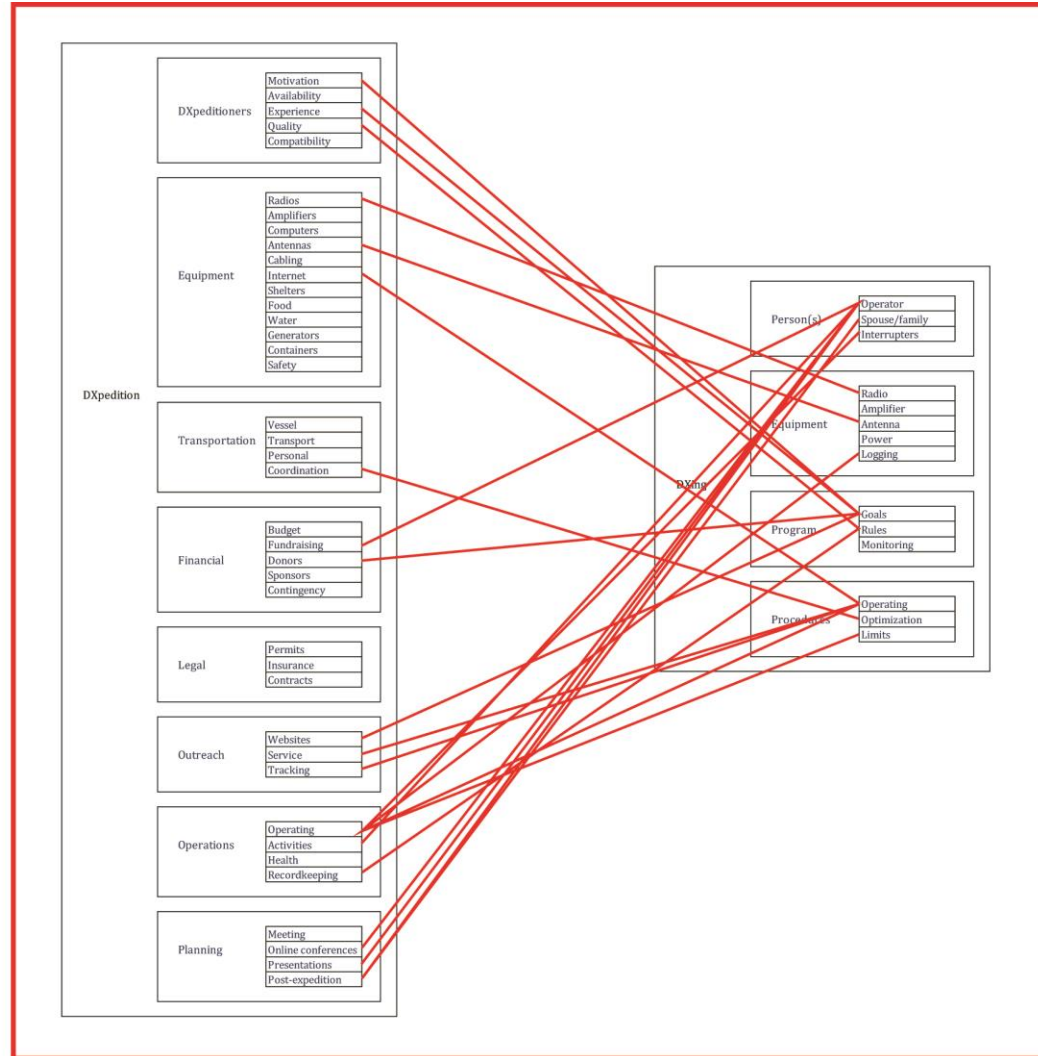 DXpedition
DXpeditioners
Motivation
Availability
Experience
Quality
Compatibility
Equipment
Radios
Amplifiers
Computers
Antennas
Cabling
Internet
Shelters
Food
Water
Generators
Containers
Safety
Transportation
Vessel
Transport
Personal
Coordination
Financial
Budget
Fundraising
Donors
Sponsors
Contingency
Legal
Permits
Insurance
Contracts
Outreach
Websites
Service
Tracking
Operations
Operating
Activities
Health
Recordkeeping
Planning
Meeting
Online conferences
Presentations
Post-expedition
DXing
Person(s)
Operator
Spouse/family
Interrupters
Equipment
Radio
Amplifier
Antenna
Power
Logging
Program
Goals
Rules
Monitoring
Procedures
Operating
Optimization
Limits